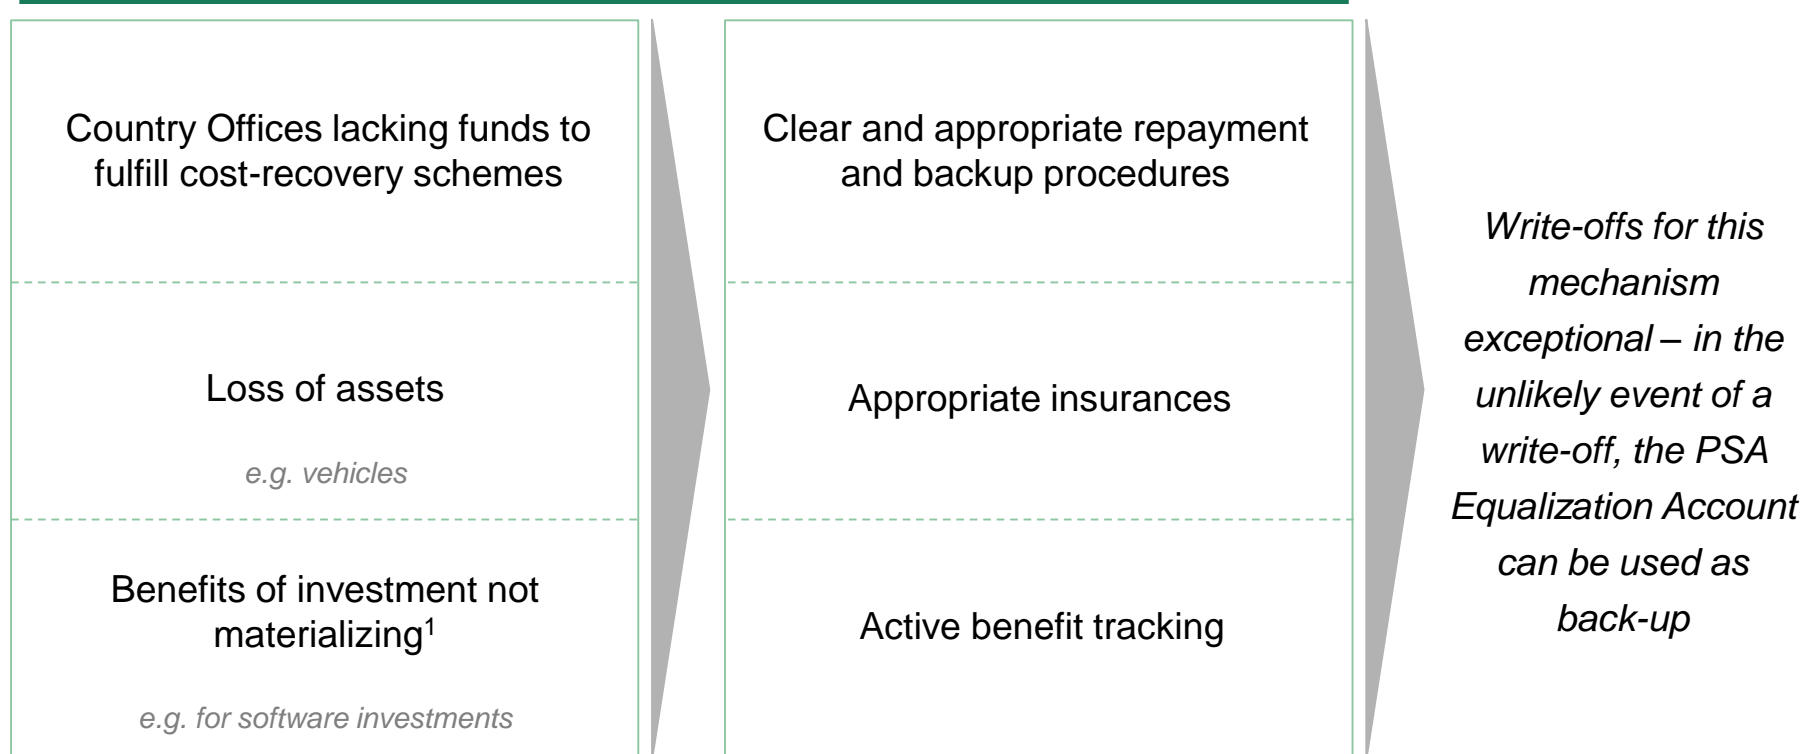 Country Offices lacking funds to
fulfill cost-recovery schemes
Loss of assets
e.g. vehicles
Benefits of investment not
materializing1
e.g. for software investments
Clear and appropriate repayment
and backup procedures
Appropriate insurances
Active benefit tracking
Write-offs for this
mechanism
exceptional – in the
unlikely event of a
write-off, the PSA
Equalization Account
can be used as
back-up